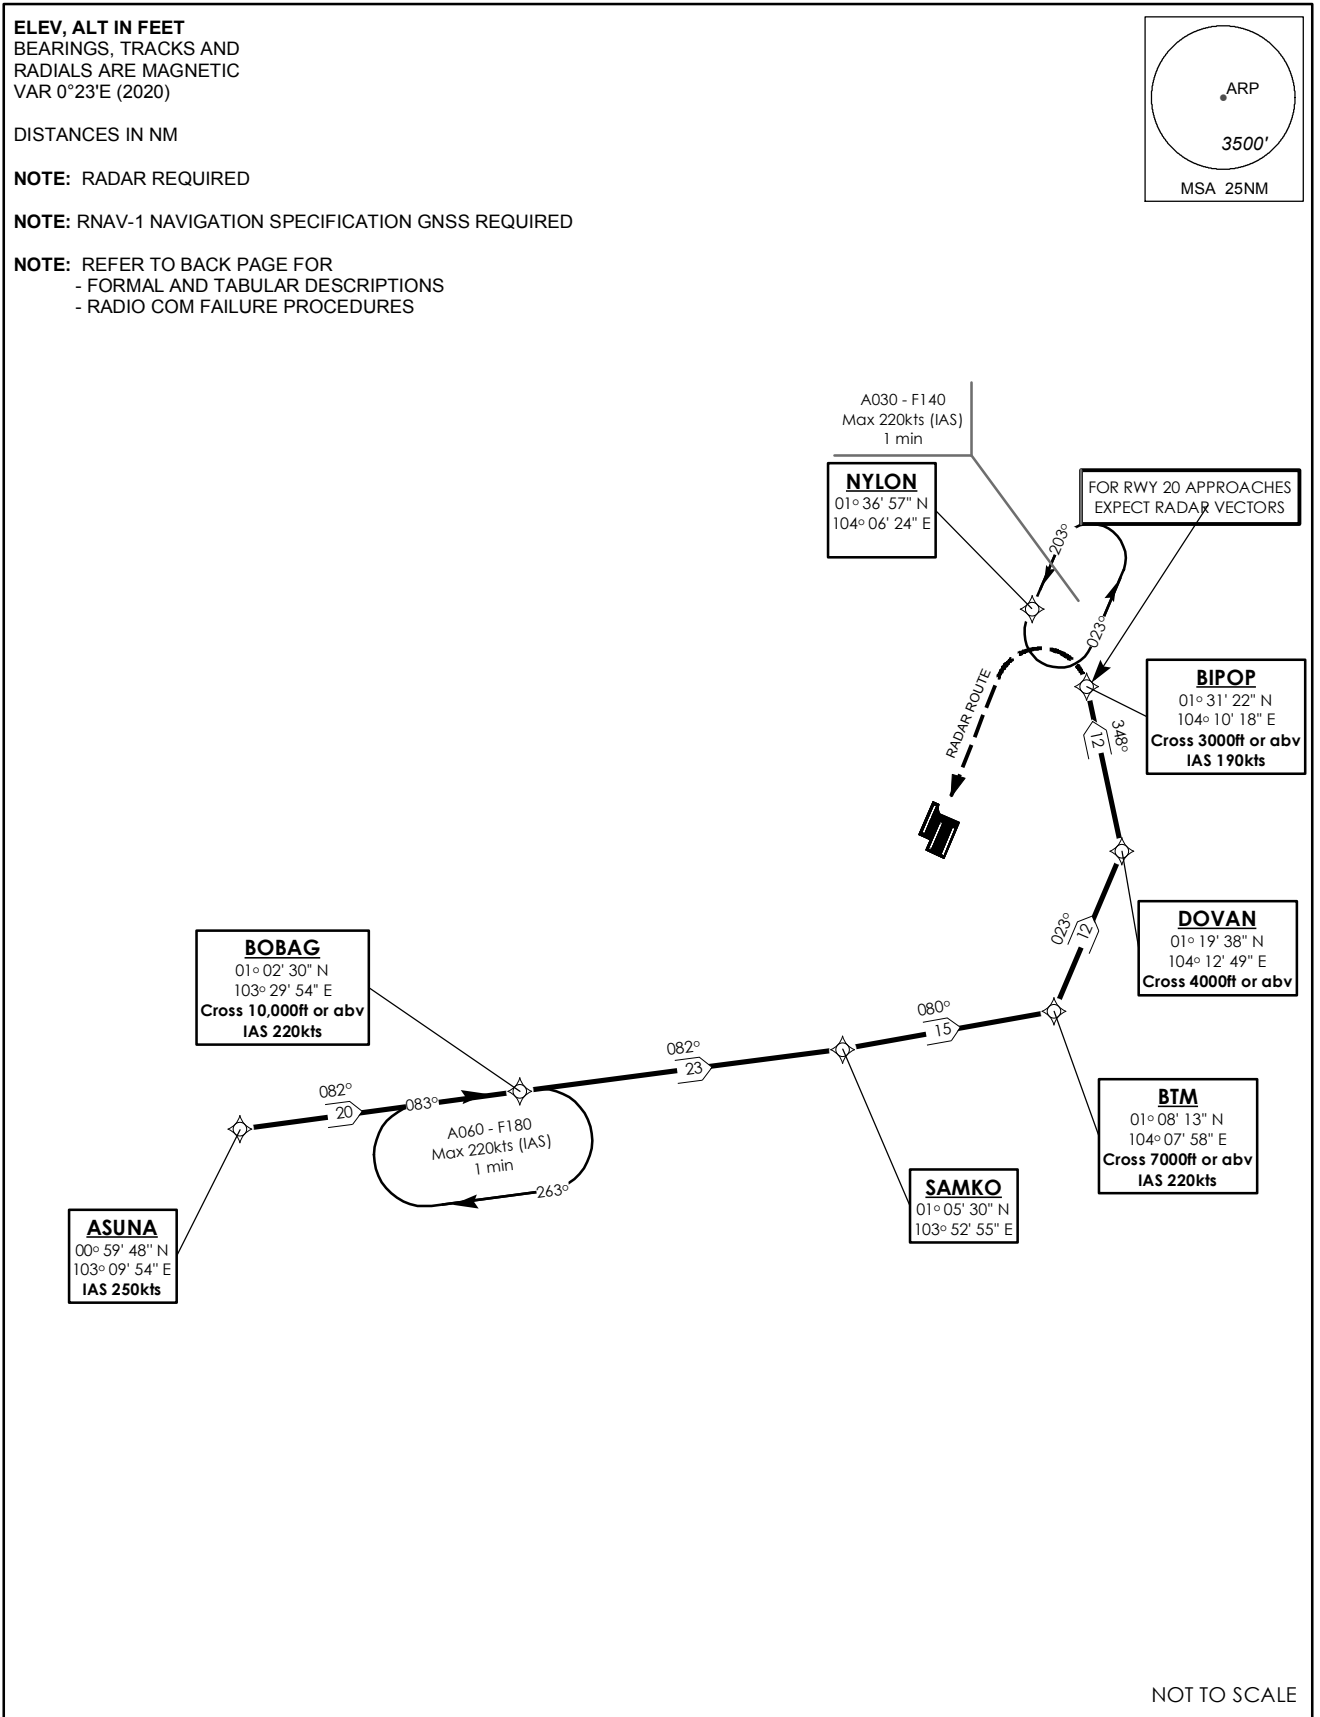 ELEV, ALT IN FEET
BEARINGS, TRACKS AND
RADIALS ARE MAGNETIC
VAR 0°23'E (2020)
DISTANCES IN NM
NOTE: RADAR REQUIRED
NOTE: RNAV-1 NAVIGATION SPECIFICATION GNSS REQUIRED
NOTE: REFER TO BACK PAGE FOR
- FORMAL AND TABULAR DESCRIPTIONS
- RADIO COM FAILURE PROCEDURES
ARP
3500'
MSA 25NM
A030 - F140
Max 220kts (IAS)
1 min
NYLON
01° 36' 57" N
104° 06' 24" E
FOR RWY 20 APPROACHES
EXPECT RADAR VECTORS
203°
023°
RADAR ROUTE
BIPOP
01° 31' 22" N
104° 10' 18" E
Cross 3000ft or abv
IAS 190kts
348°
12
DOVAN
01° 19' 38" N
104° 12' 49" E
Cross 4000ft or abv
023°
12
BOBAG
01° 02' 30" N
103° 29' 54" E
Cross 10,000ft or abv
IAS 220kts
080°
15
082°
23
082°
20
083°
A060 - F180
Max 220kts (IAS)
1 min
263°
BTM
01° 08' 13" N
104° 07' 58" E
Cross 7000ft or abv
IAS 220kts
SAMKO
01° 05' 30" N
103° 52' 55" E
ASUNA
00° 59' 48" N
103° 09' 54" E
IAS 250kts
NOT TO SCALE